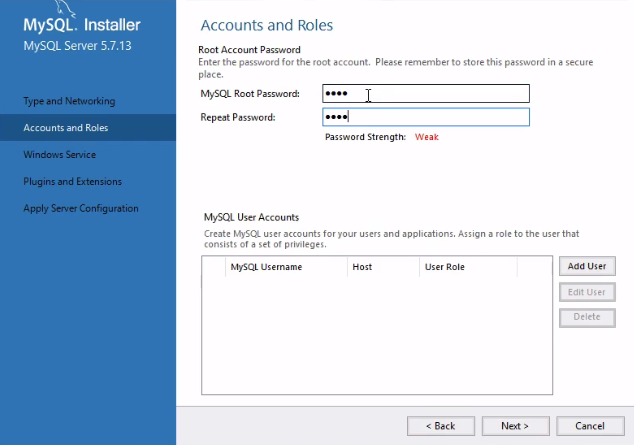 MySQL. Installer
MySQL Server 5.7.13
Type and Networking
Accounts and Roles
Windows Service
Plugins and Extensions
Apply Server Configuration
Accounts and Roles
Root Account Password
Enter the password for the root account. Please remember to store this password in a secure
place.
MySQL Root Password: ••••
Repeat Password: ••••
Password Strength: Weak
MySQL User Accounts
Create MySQL user accounts for your users and applications. Assign a role to the user that
consists of a set of privileges.
MySQL Username Host User Role
Add User
Edit User
Delete
< Back Next > Cancel